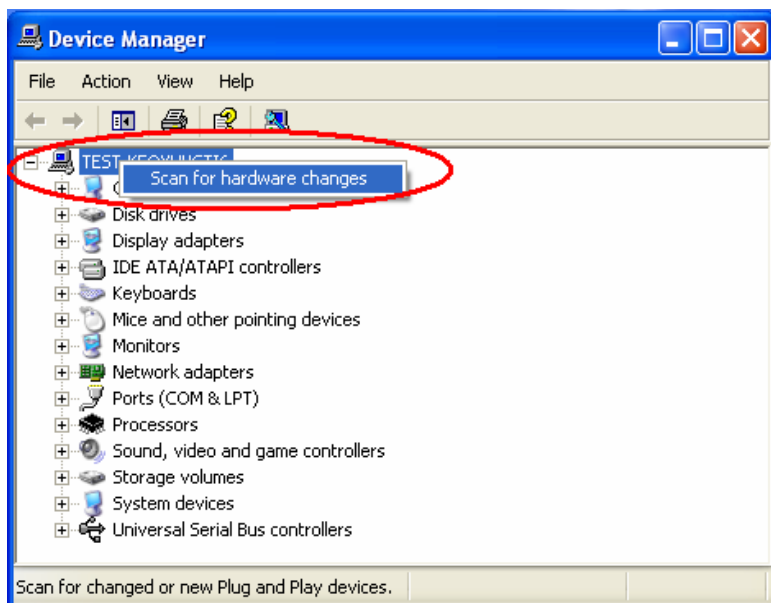 Device Manager
File Action View Help
TEST
Scan for hardware changes
Disk drives
Display adapters
IDE ATA/ATAPI controllers
Keyboards
Mice and other pointing devices
Monitors
Network adapters
Ports (COM & LPT)
Processors
Sound, video and game controllers
Storage volumes
System devices
Universal Serial Bus controllers
Scan for changed or new Plug and Play devices.